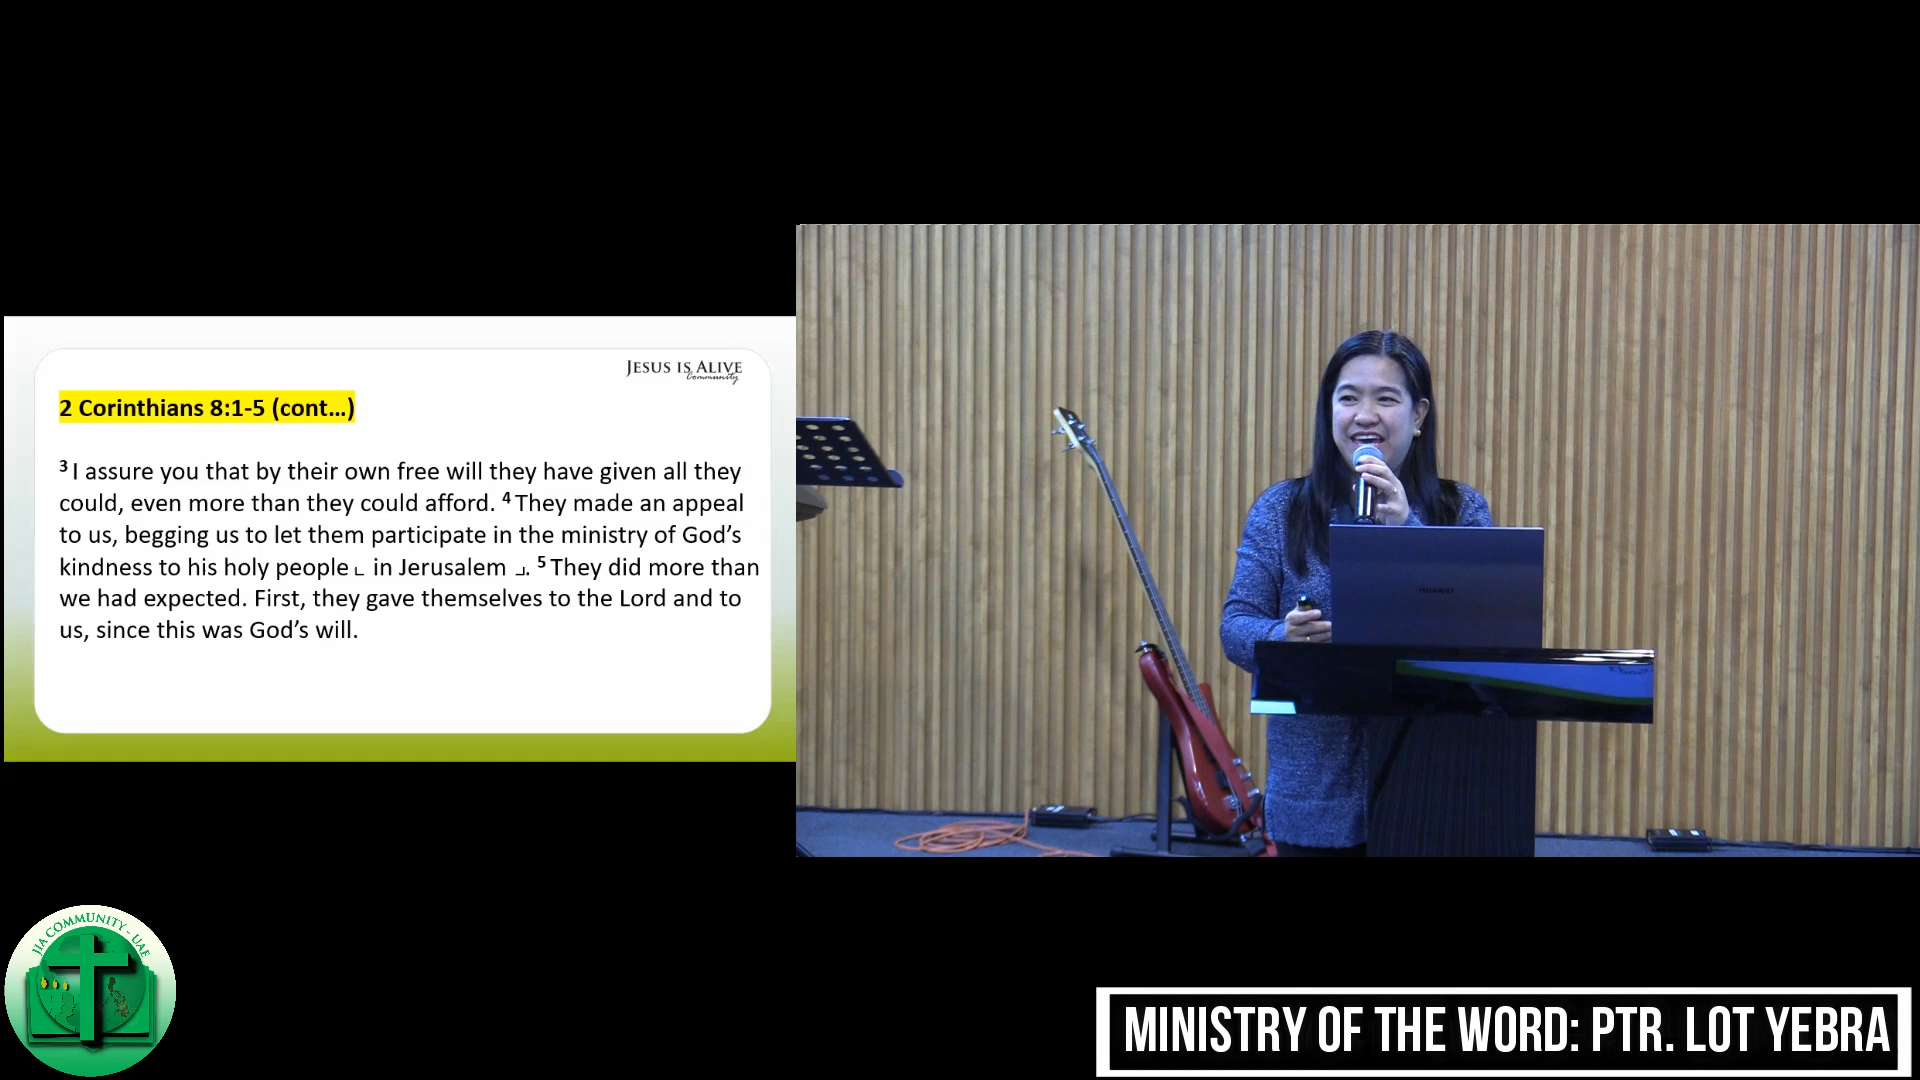 JESUS IS ALIVE
Community
2 Corinthians 8:1-5 (cont...)
3 I assure you that by their own free will they have given all they
could, even more than they could afford. 4 They made an appeal
to us, begging us to let them participate in the ministry of God's
kindness to his holy people ⌞ in Jerusalem ⌟. 5 They did more than
we had expected. First, they gave themselves to the Lord and to
us, since this was God's will.
HUAWEI
JIA COMMUNITY - UAE
MINISTRY OF THE WORD: PTR. LOT YEBRA